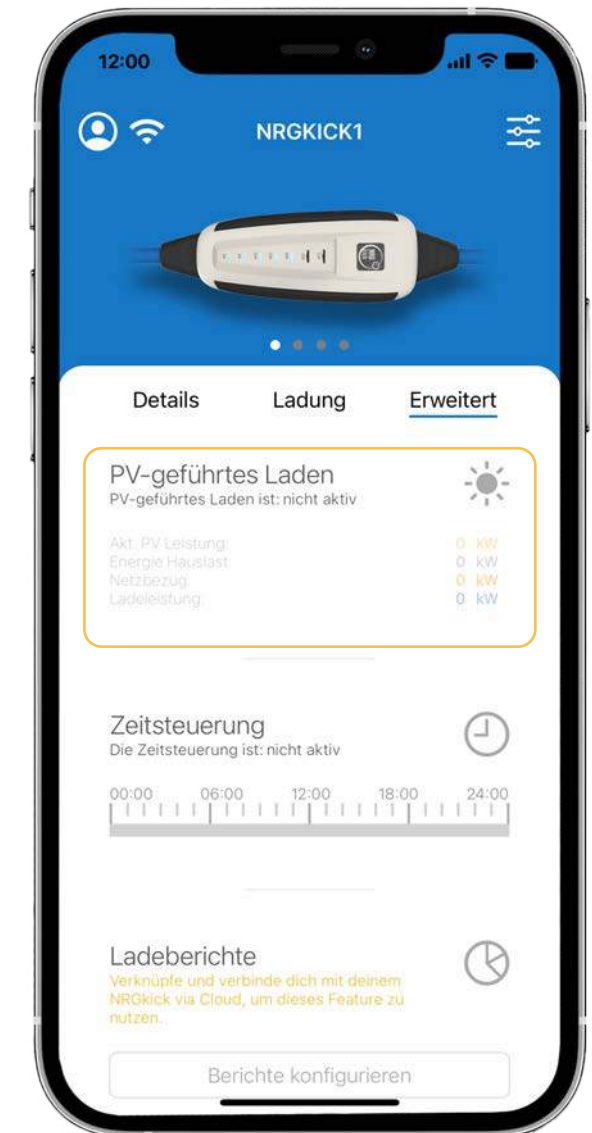 12:00
NRGKICK1
Details Ladung Erweitert
PV-geführtes Laden
PV-geführtes Laden ist: nicht aktiv
Akt. PV Leistung: 0 kW
Energie Hauslast: 0 kW
Netzbezug: 0 kW
Ladeleistung: 0 kW
Zeitsteuerung
Die Zeitsteuerung ist: nicht aktiv
00:00 06:00 12:00 18:00 24:00
Ladeberichte
Verknüpfe und verbinde dich mit deinem
NRGkick via Cloud, um dieses Feature zu
nutzen.
Berichte konfigurieren